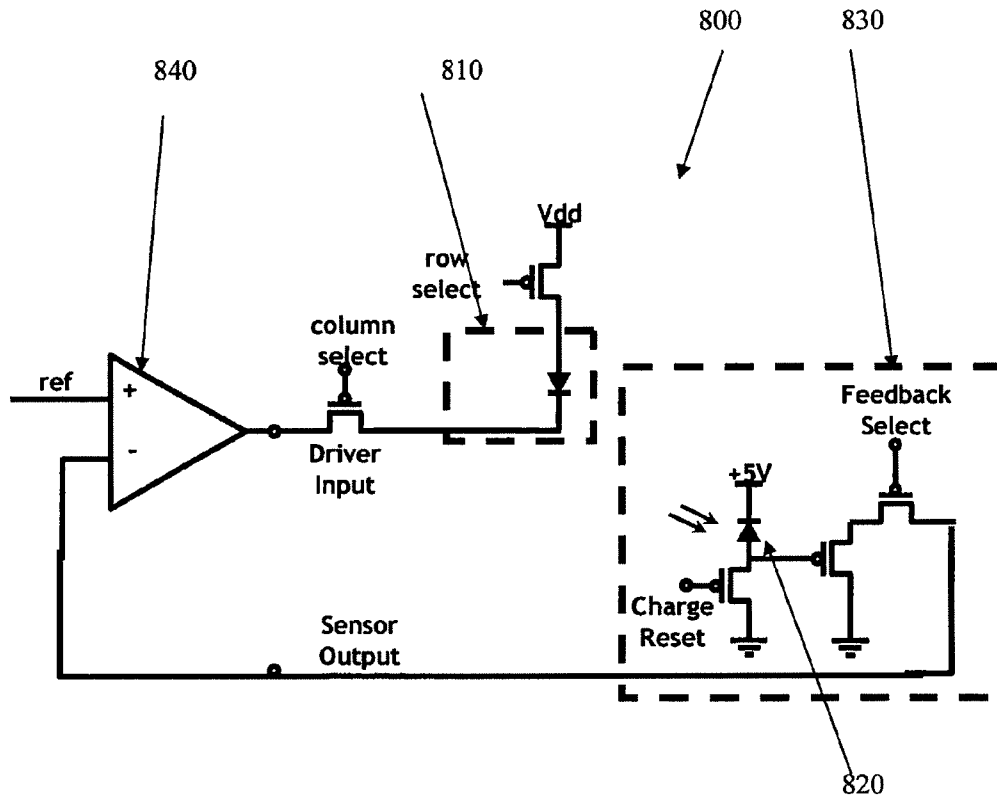 800
830
840
810
Vdd
row
select
column
select
ref
+
-
Driver
Input
Feedback
Select
+5V
Charge
Reset
Sensor
Output
820